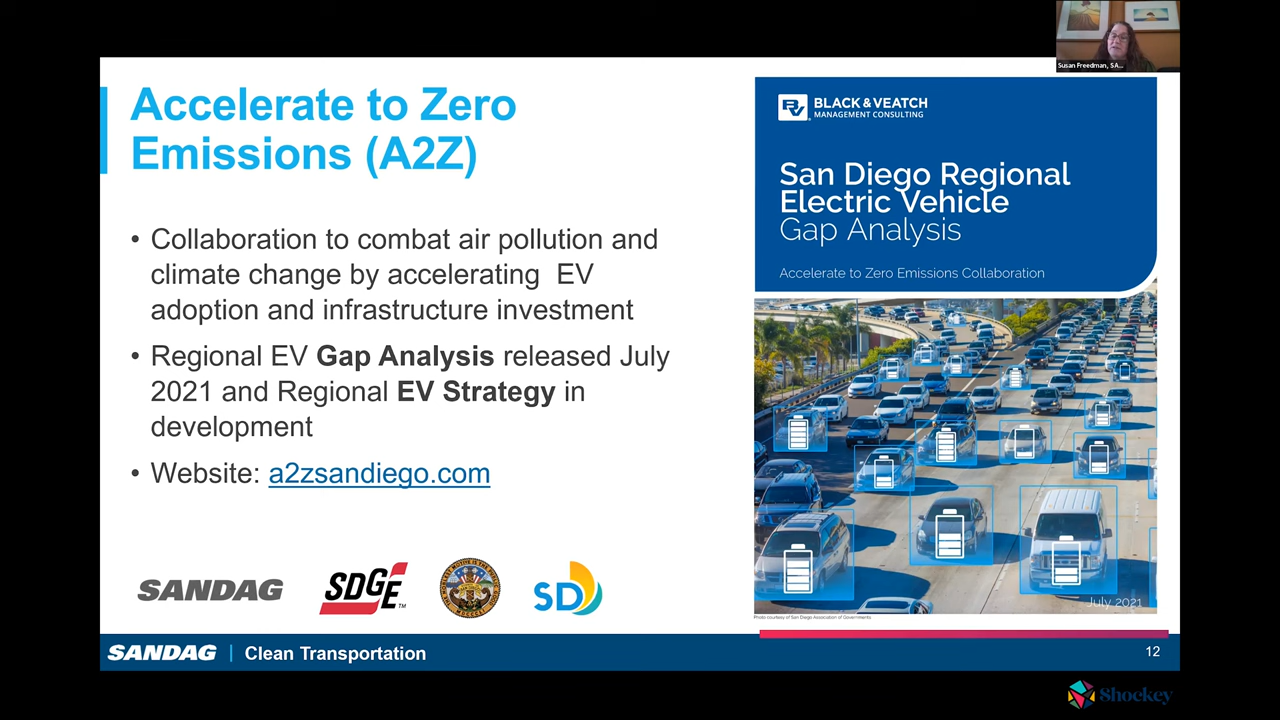 Susan Freedman, SA...
Accelerate to Zero
Emissions (A2Z)
• Collaboration to combat air pollution and
climate change by accelerating  EV
adoption and infrastructure investment
• Regional EV Gap Analysis released July
2021 and Regional EV Strategy in
development
• Website: a2zsandiego.com
BV BLACK & VEATCH
MANAGEMENT CONSULTING
San Diego Regional
Electric Vehicle
Gap Analysis
Accelerate to Zero Emissions Collaboration
July 2021
Photo courtesy of San Diego Association of Governments
SANDAG
SDGE™
SD
SANDAG | Clean Transportation
12
Shockey